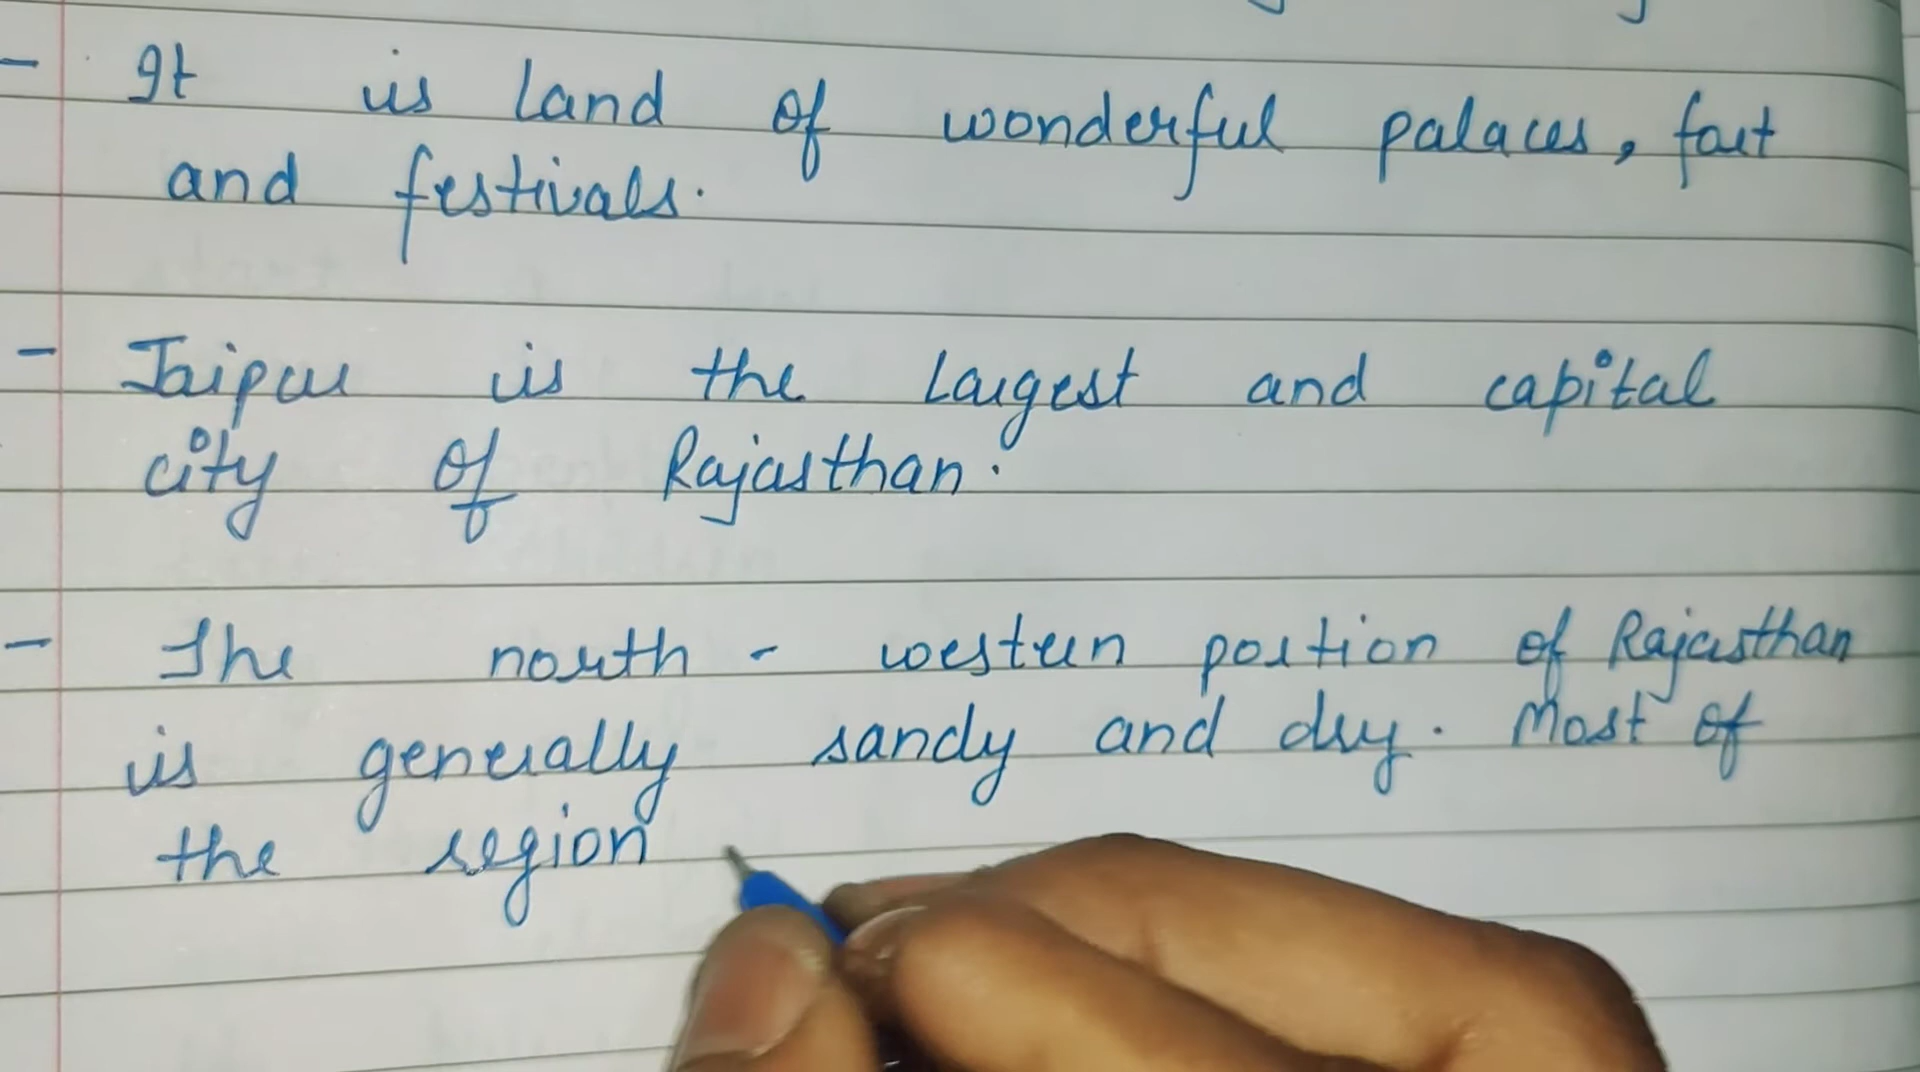 - It is land of wonderful palaces, fort
and festivals.
- Jaipur is the largest and capital
city of Rajasthan.
- The north - western portion of Rajasthan
is generally sandy and dry. Most of
the region